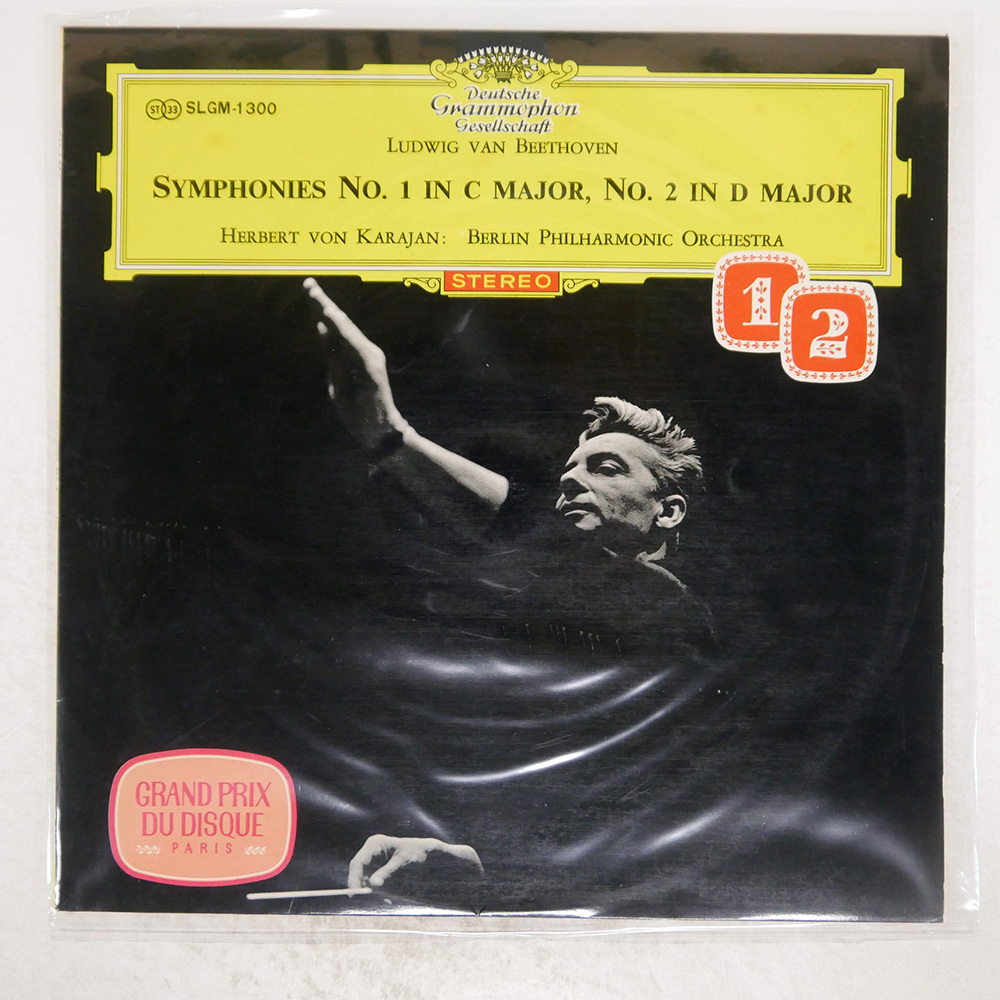 ST 33 SLGM-1300
Deutsche
Grammophon
Gesellschaft
LUDWIG VAN BEETHOVEN
SYMPHONIES NO. 1 IN C MAJOR, NO. 2 IN D MAJOR
HERBERT VON KARAJAN: BERLIN PHILHARMONIC ORCHESTRA
STEREO
1
2
GRAND PRIX
DU DISQUE
PARIS